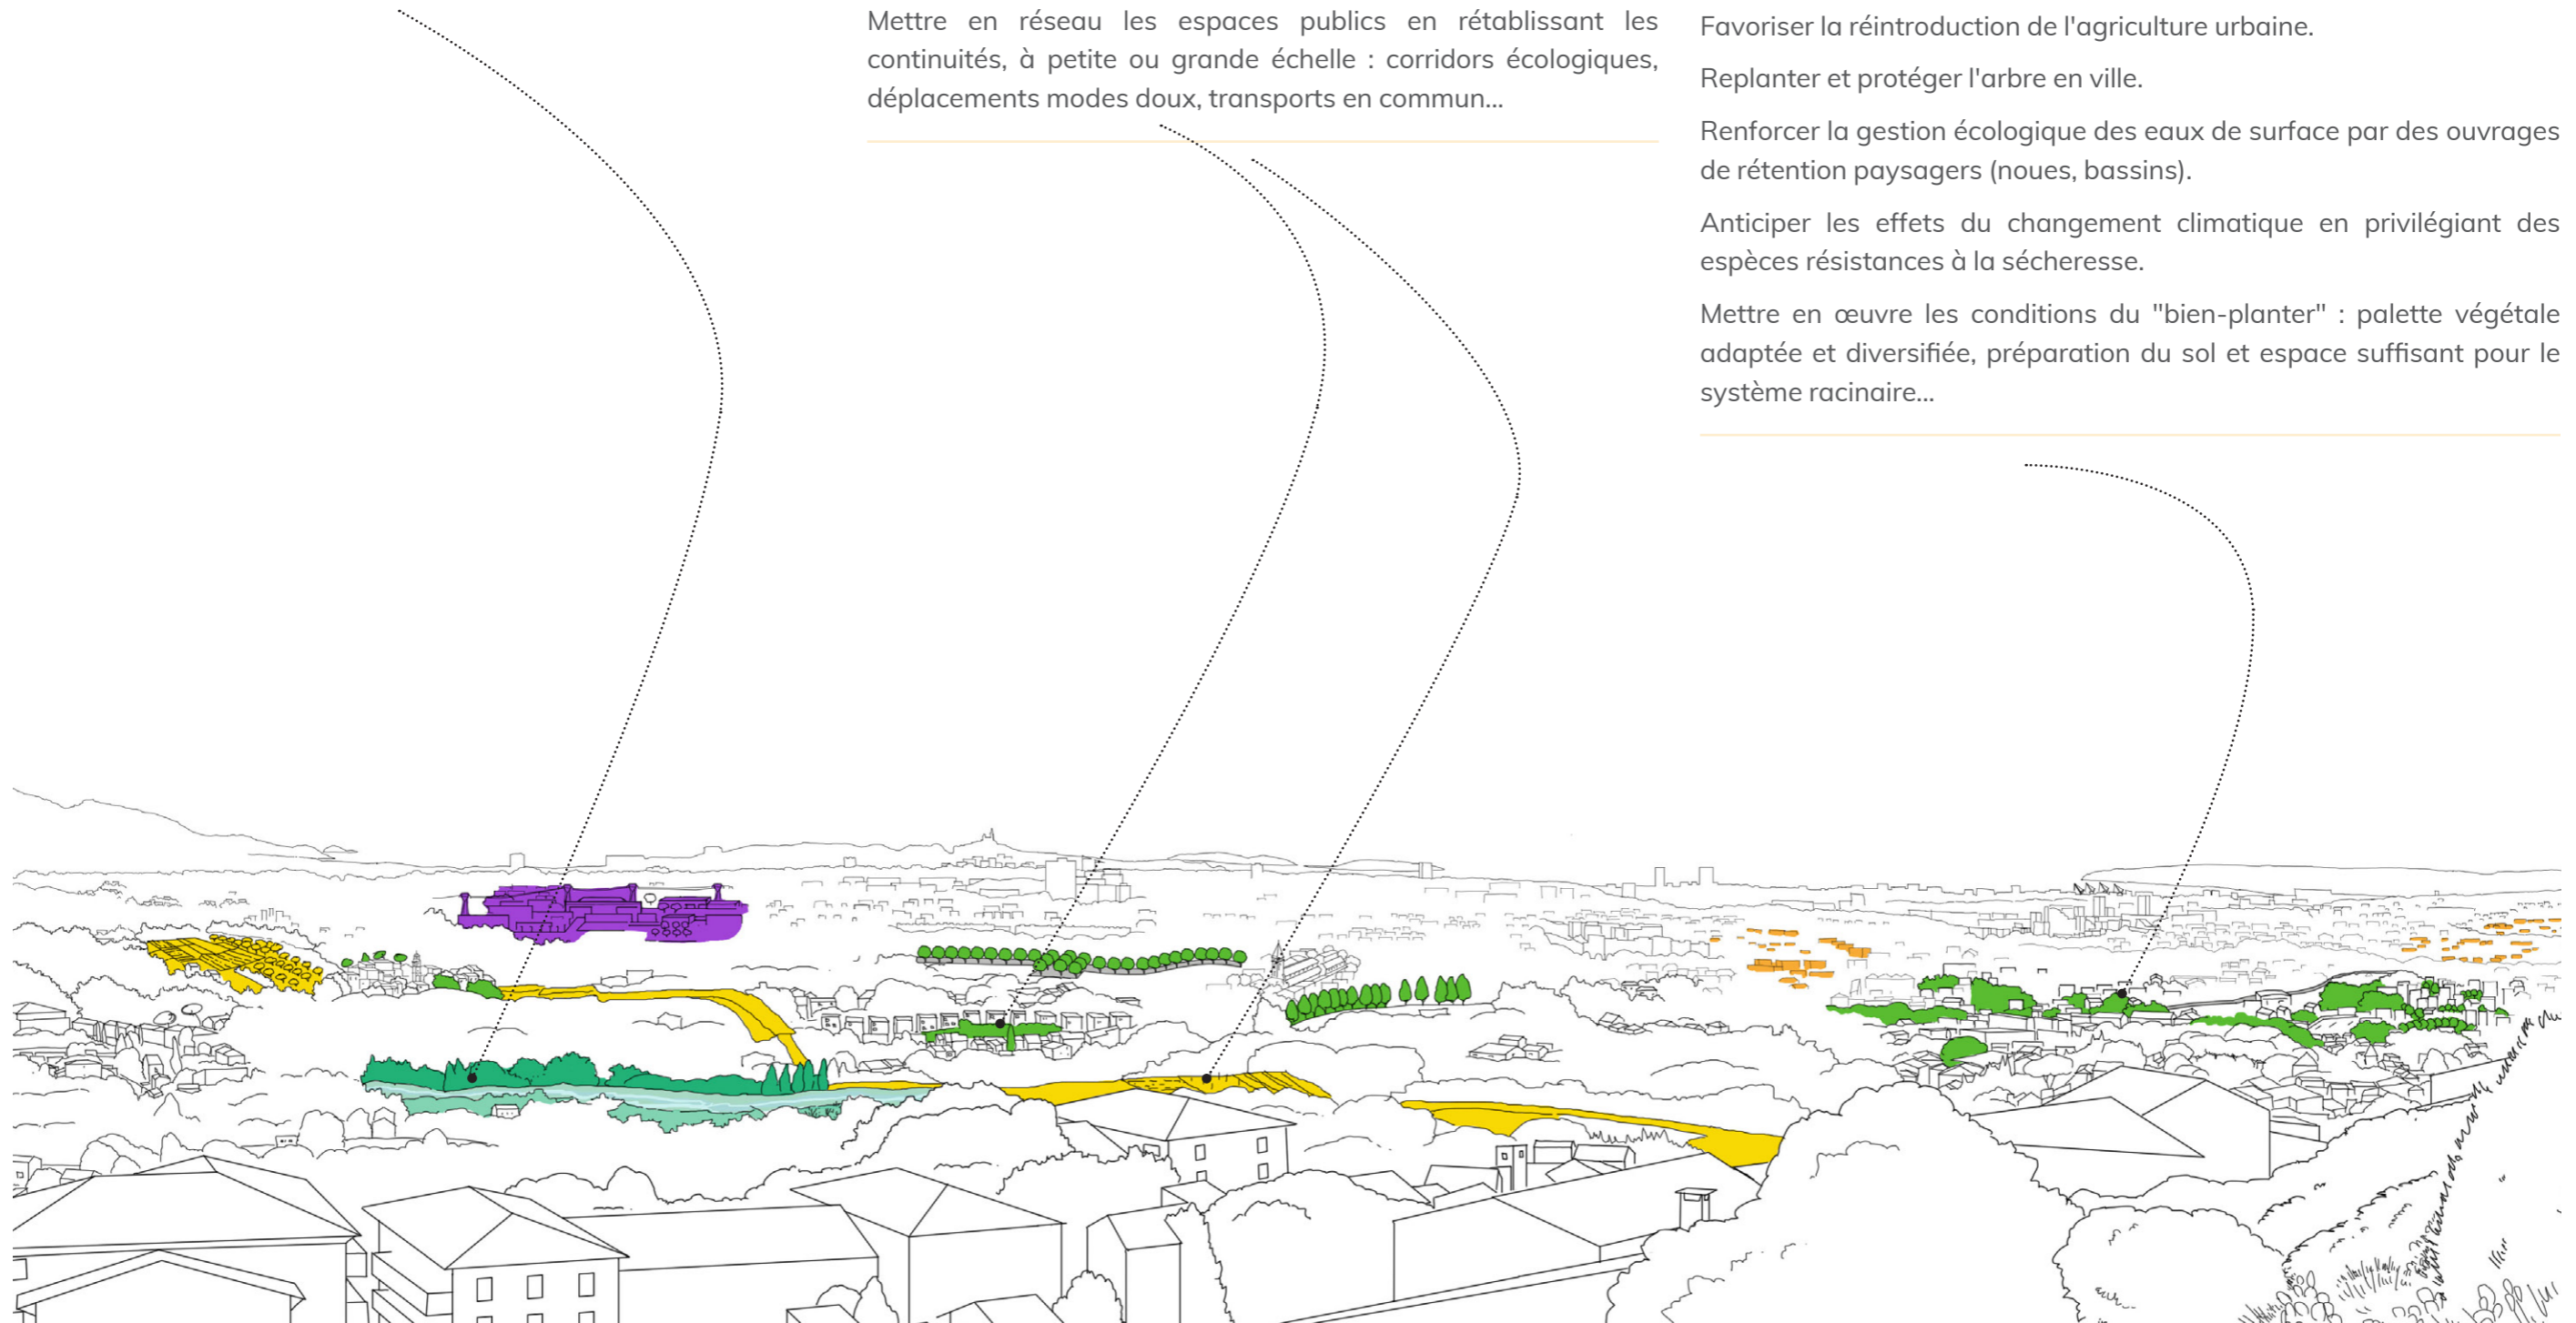 Mettre en réseau les espaces publics en rétablissant les
continuités, à petite ou grande échelle : corridors écologiques,
déplacements modes doux, transports en commun...
Favoriser la réintroduction de l'agriculture urbaine.
Replanter et protéger l'arbre en ville.
Renforcer la gestion écologique des eaux de surface par des ouvrages
de rétention paysagers (noues, bassins).
Anticiper les effets du changement climatique en privilégiant des
espèces résistances à la sécheresse.
Mettre en œuvre les conditions du "bien-planter" : palette végétale
adaptée et diversifiée, préparation du sol et espace suffisant pour le
système racinaire...